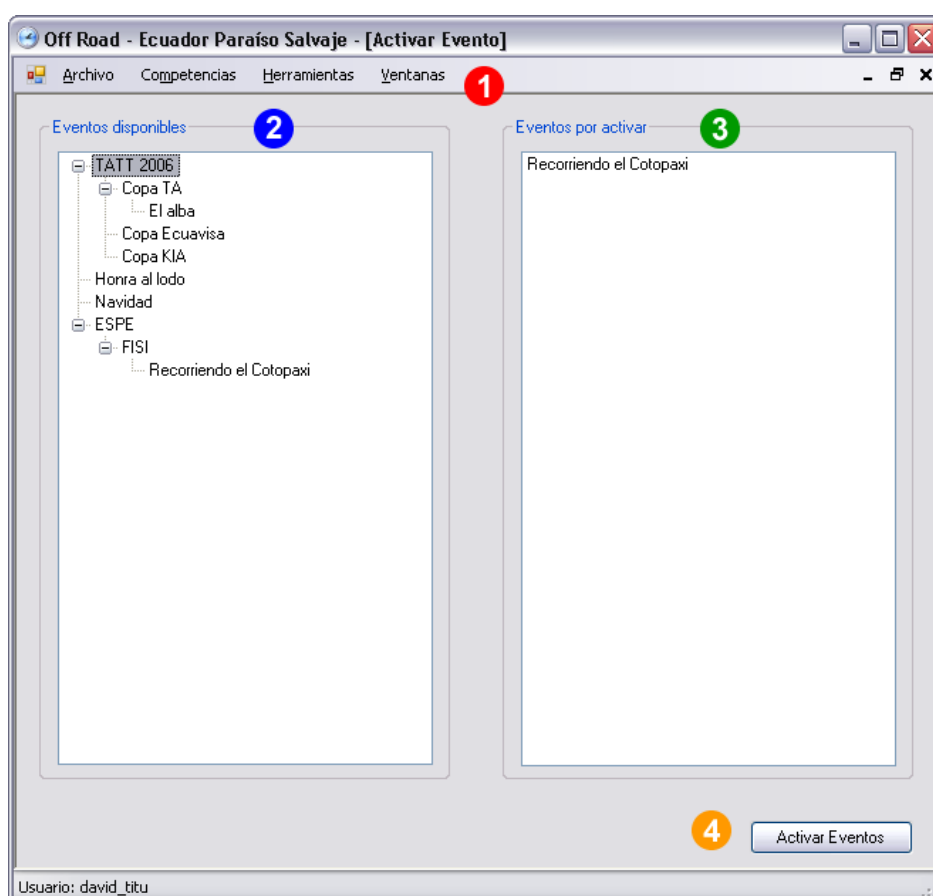 Off Road - Ecuador Paraíso Salvaje - [Activar Evento]
Archivo Competencias Herramientas Ventanas
1
Eventos disponibles 2
TATT 2006
Copa TA
El alba
Copa Ecuavisa
Copa KIA
Honra al lodo
Navidad
ESPE
FISI
Recorriendo el Cotopaxi
Eventos por activar 3
Recorriendo el Cotopaxi
4 Activar Eventos
Usuario: david_titu